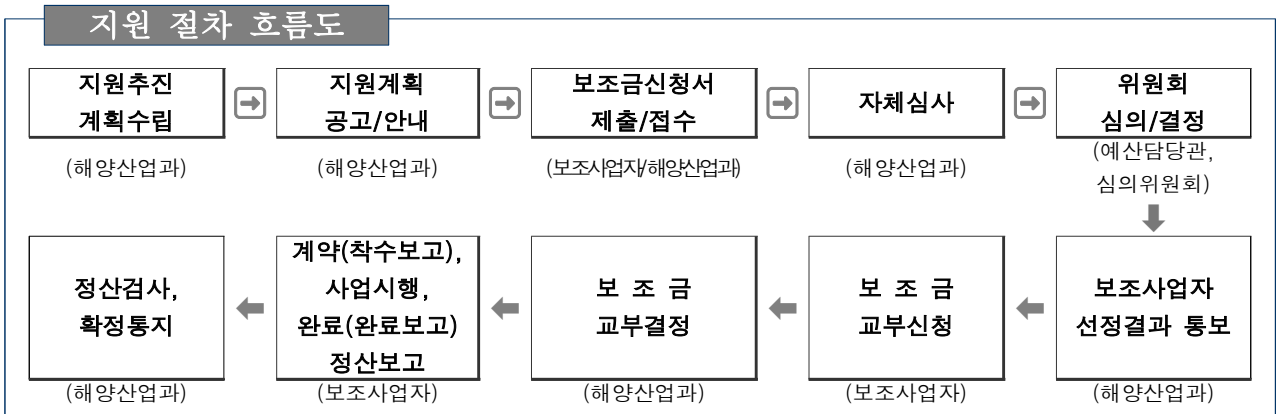 지원 절차 흐름도
지원추진
계획수립
(해양산업과)
지원계획
공고/안내
(해양산업과)
보조금신청서
제출/접수
(보조사업자/해양산업과)
자체심사
(해양산업과)
위원회
심의/결정
(예산담당관,
심의위원회)
보조사업자
선정결과 통보
(해양산업과)
보 조 금
교부신청
(보조사업자)
보 조 금
교부결정
(해양산업과)
계약(착수보고),
사업시행,
완료(완료보고)
정산보고
(보조사업자)
정산검사,
확정통지
(해양산업과)